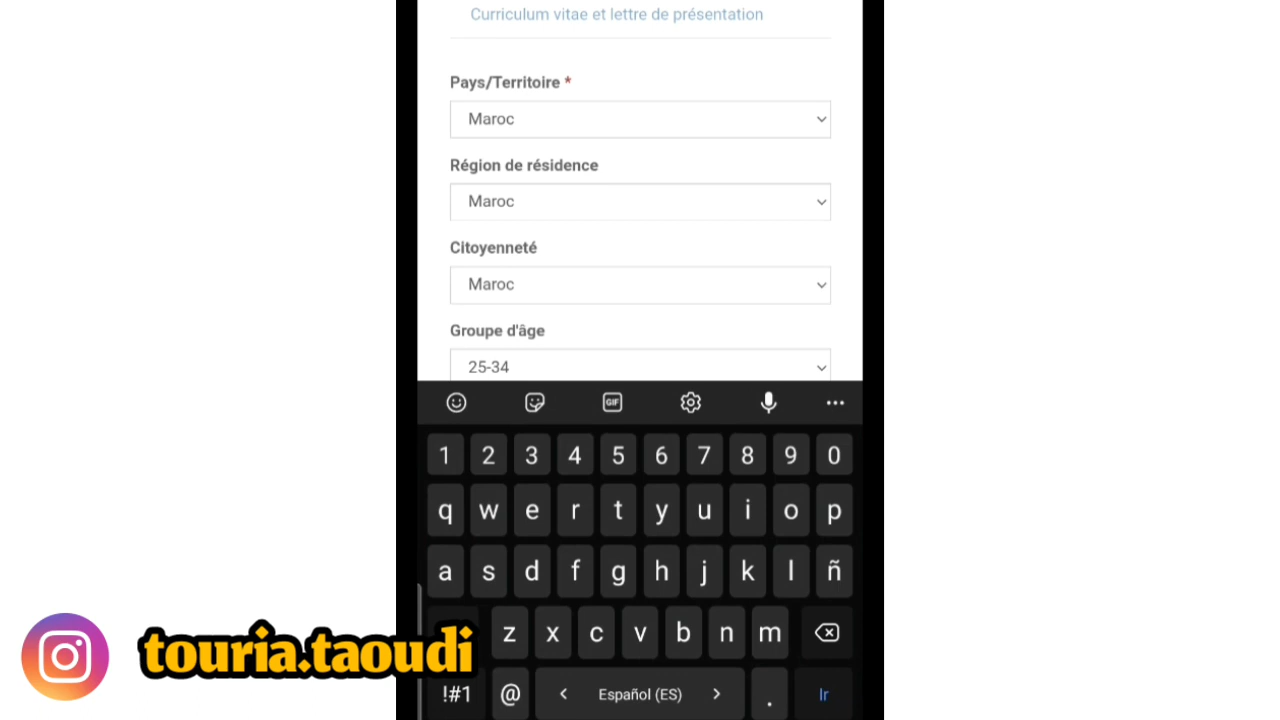 Curriculum vitae et lettre de présentation
Pays/Territoire *
Maroc
Région de résidence
Maroc
Citoyenneté
Maroc
Groupe d'âge
25-34
GIF
1 2 3 4 5 6 7 8 9 0
q w e r t y u i o p
a s d f g h j k l ñ
z x c v b n m
touria.taoudi
!#1 @ < Español (ES) > . Ir